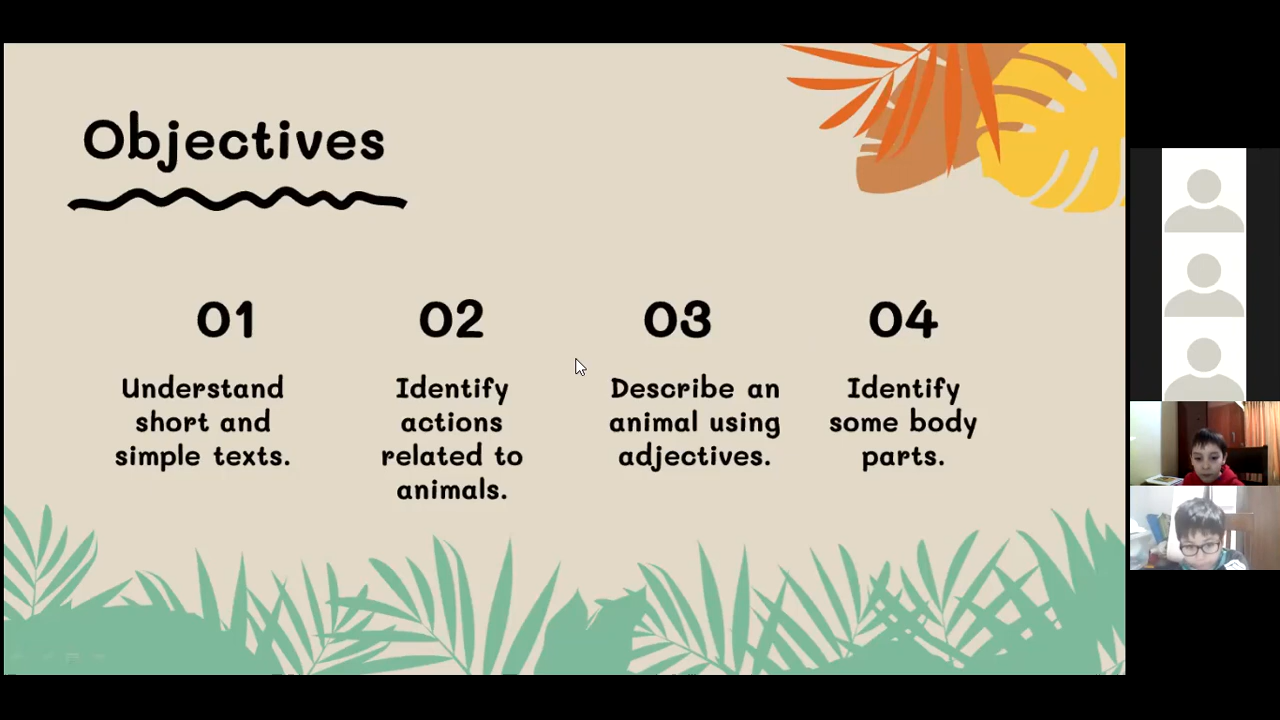 Objectives
01
Understand
short and
simple texts.
02
Identify
actions
related to
animals.
03
Describe an
animal using
adjectives.
04
Identify
some body
parts.